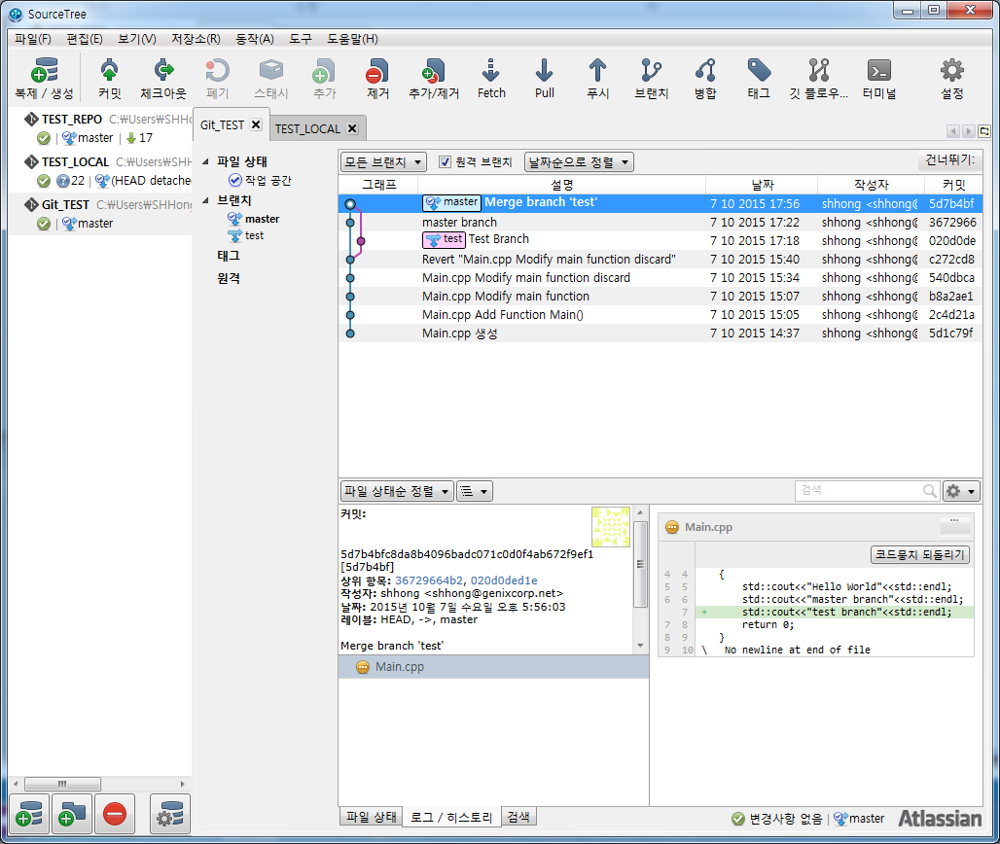 SourceTree
파일(F) 편집(E) 보기(V) 저장소(R) 동작(A) 도구 도움말(H)
복제 / 생성 커밋 체크아웃 폐기 스태시 추가 제거 추가/제거 Fetch Pull 푸시 브랜치 병합 태그 깃 플로우... 터미널 설정
TEST_REPO C:₩Users₩SHHo
master 17
TEST_LOCAL C:₩Users₩SHH
22 (HEAD detache
Git_TEST C:₩Users₩SHHong
master
Git_TEST TEST_LOCAL
파일 상태
작업 공간
브랜치
master
test
태그
원격
모든 브랜치 원격 브랜치 날짜순으로 정렬 건너뛰기:
그래프 설명 날짜 작성자 커밋
master Merge branch 'test' 7 10 2015 17:56 shhong <shhong@ 5d7b4bf
master branch 7 10 2015 17:22 shhong <shhong@ 3672966
test Test Branch 7 10 2015 17:18 shhong <shhong@ 020d0de
Revert "Main.cpp Modify main function discard" 7 10 2015 15:40 shhong <shhong@ c272cd8
Main.cpp Modify main function discard 7 10 2015 15:34 shhong <shhong@ 540dbca
Main.cpp Modify main function 7 10 2015 15:07 shhong <shhong@ b8a2ae1
Main.cpp Add Function Main() 7 10 2015 15:05 shhong <shhong@ 2c4d21a
Main.cpp 생성 7 10 2015 14:37 shhong <shhong@ 5d1c79f
파일 상태순 정렬 검색
커밋:
5d7b4bfc8da8b4096badc071c0d0f4ab672f9ef1
[5d7b4bf]
상위 항목: 36729664b2, 020d0ded1e
작성자: shhong <shhong@genixcorp.net>
날짜: 2015년 10월 7일 수요일 오후 5:56:03
레이블: HEAD, ->, master
Merge branch 'test'
Main.cpp
Main.cpp
코드뭉치 되돌리기
4 4 {
5 5 std::cout<<"Hello World"<<std::endl;
6 6 std::cout<<"master branch"<<std::endl;
7 + std::cout<<"test branch"<<std::endl;
7 8 return 0;
8 9 }
9 10 \ No newline at end of file
파일 상태 로그 / 히스토리 검색
변경사항 없음 master Atlassian